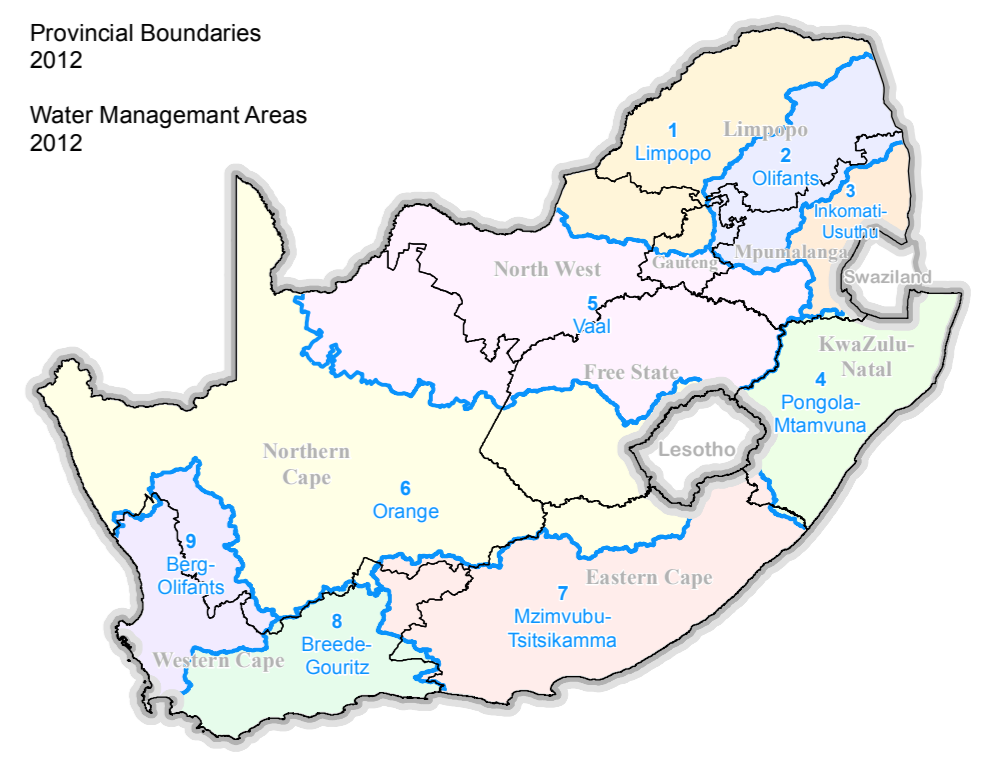 Provincial Boundaries
2012
Water Managemant Areas
2012
1
Limpopo
Limpopo
2
Olifants
3
Inkomati-
Usuthu
Mpumalanga
Gauteng
North West
Swaziland
5
Vaal
KwaZulu-
Natal
Free State
4
Pongola-
Mtamvuna
Northern
Cape
Lesotho
6
Orange
9
Berg-
Olifants
Eastern Cape
7
Mzimvubu-
Tsitsikamma
8
Breede-
Gouritz
Western Cape